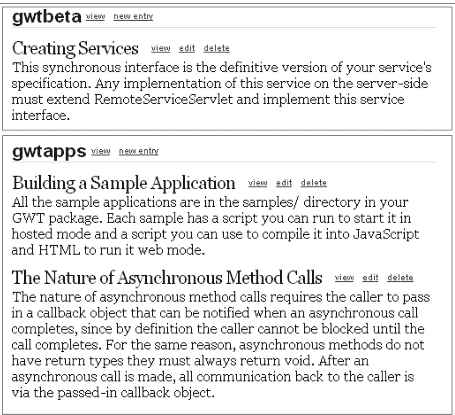 gwtbeta view new entry
Creating Services view edit delete
This synchronous interface is the definitive version of your service's
specification. Any implementation of this service on the server-side
must extend RemoteServiceServlet and implement this service
interface.
gwtapps view new entry
Building a Sample Application view edit delete
All the sample applications are in the samples/ directory in your
GWT package. Each sample has a script you can run to start it in
hosted mode and a script you can use to compile it into JavaScript
and HTML to run it web mode.
The Nature of Asynchronous Method Calls view edit delete
The nature of asynchronous method calls requires the caller to pass
in a callback object that can be notified when an asynchronous call
completes, since by definition the caller cannot be blocked until the
call completes. For the same reason, asynchronous methods do not
have return types they must always return void. After an
asynchronous call is made, all communication back to the caller is
via the passed-in callback object.